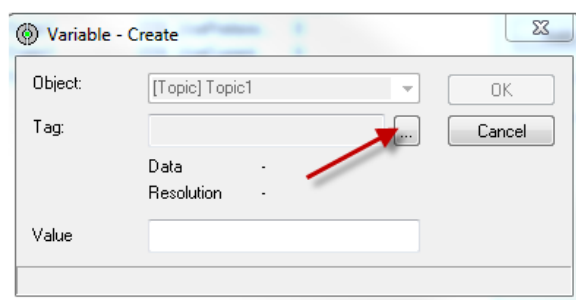 Variable - Create
Object:
[Topic] Topic1
OK
Tag:
...
Cancel
Data -
Resolution -
Value